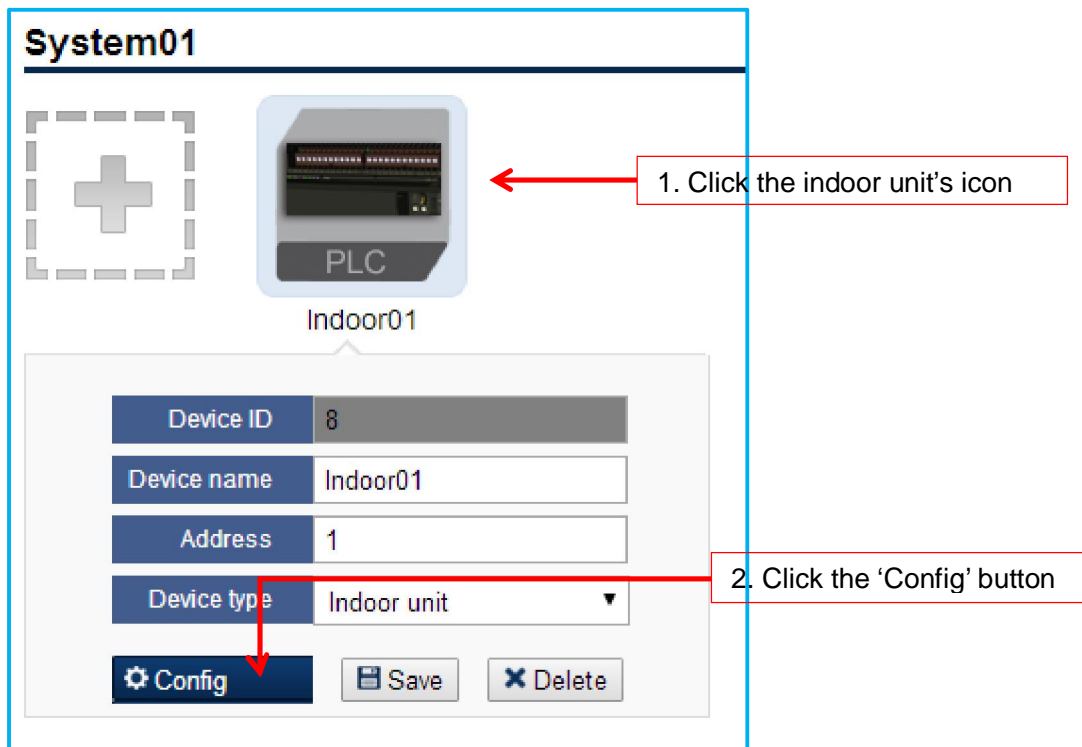 System01
1. Click the indoor unit's icon
PLC
Indoor01
Device ID 8
Device name Indoor01
Address 1
2. Click the ‘Config’ button
Device type Indoor unit
Config Save Delete